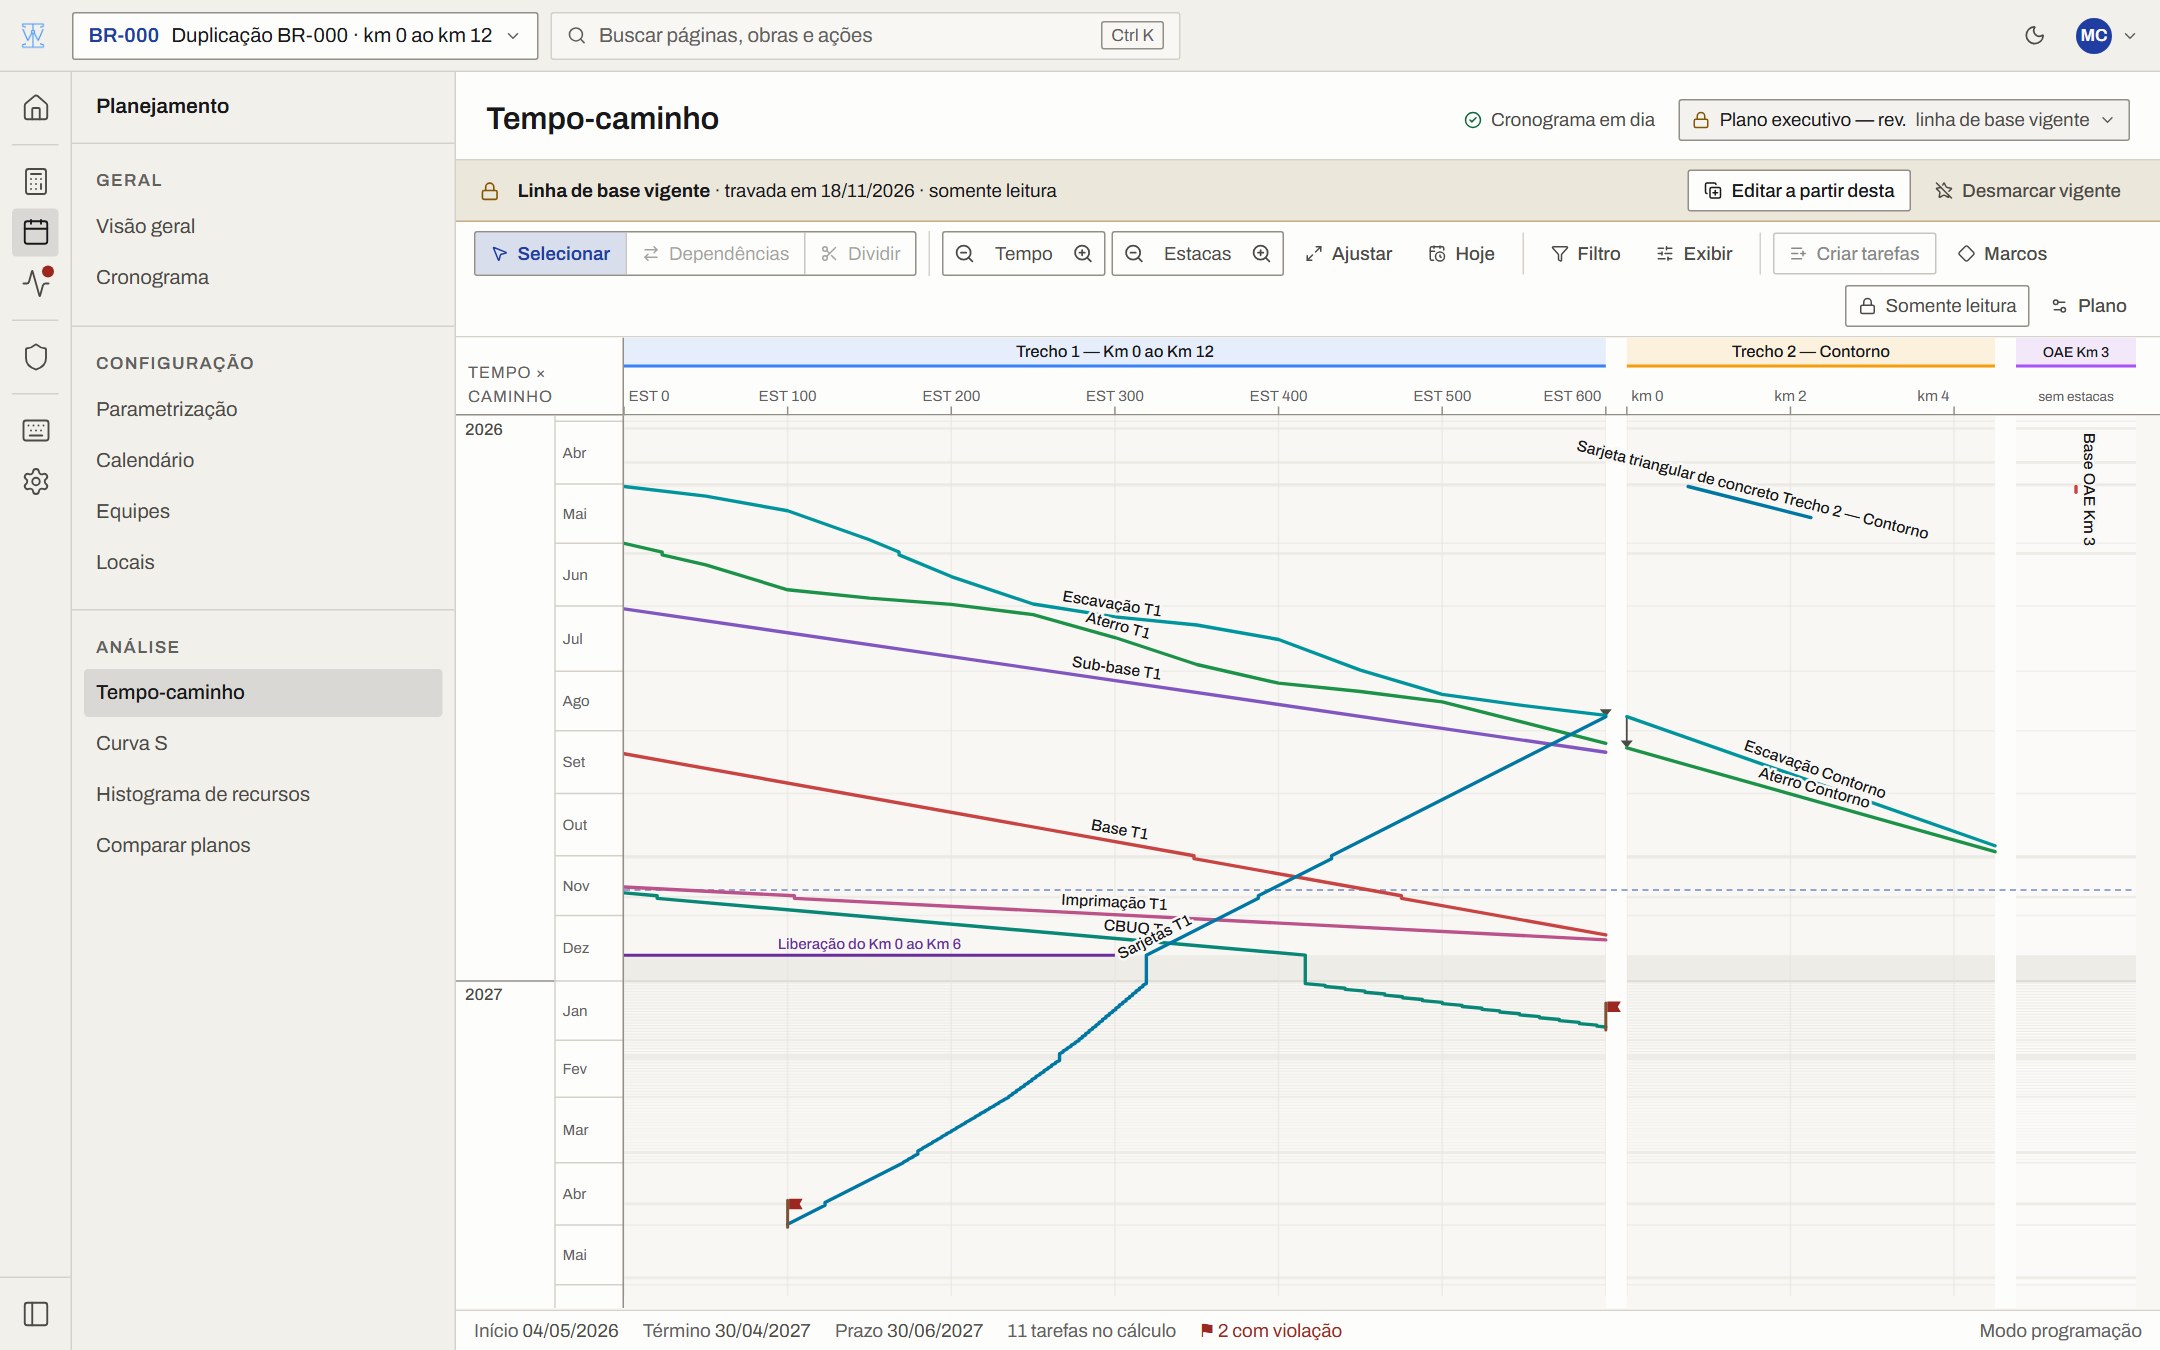 BR-000 Duplicação BR-000 · km 0 ao km 12
Buscar páginas, obras e ações
Ctrl K
MC
Planejamento
GERAL
Visão geral
Cronograma
CONFIGURAÇÃO
Parametrização
Calendário
Equipes
Locais
ANÁLISE
Tempo-caminho
Curva S
Histograma de recursos
Comparar planos
Tempo-caminho
Cronograma em dia
Plano executivo — rev. linha de base vigente
Linha de base vigente · travada em 18/11/2026 · somente leitura
Editar a partir desta
Desmarcar vigente
Selecionar
Dependências
Dividir
Tempo
Estacas
Ajustar
Hoje
Filtro
Exibir
Criar tarefas
Marcos
Somente leitura
Plano
TEMPO ×
CAMINHO
Trecho 1 — Km 0 ao Km 12
Trecho 2 — Contorno
OAE Km 3
EST 0
EST 100
EST 200
EST 300
EST 400
EST 500
EST 600
km 0
km 2
km 4
sem estacas
2026
Abr
Mai
Jun
Jul
Ago
Set
Out
Nov
Dez
2027
Jan
Fev
Mar
Abr
Mai
Sarjeta triangular de concreto Trecho 2 — Contorno
Base OAE Km 3
Escavação T1
Aterro T1
Sub-base T1
Escavação Contorno
Aterro Contorno
Base T1
Imprimação T1
CBUQ
Sarjetas T1
Liberação do Km 0 ao Km 6
Início 04/05/2026
Término 30/04/2027
Prazo 30/06/2027
11 tarefas no cálculo
2 com violação
Modo programação